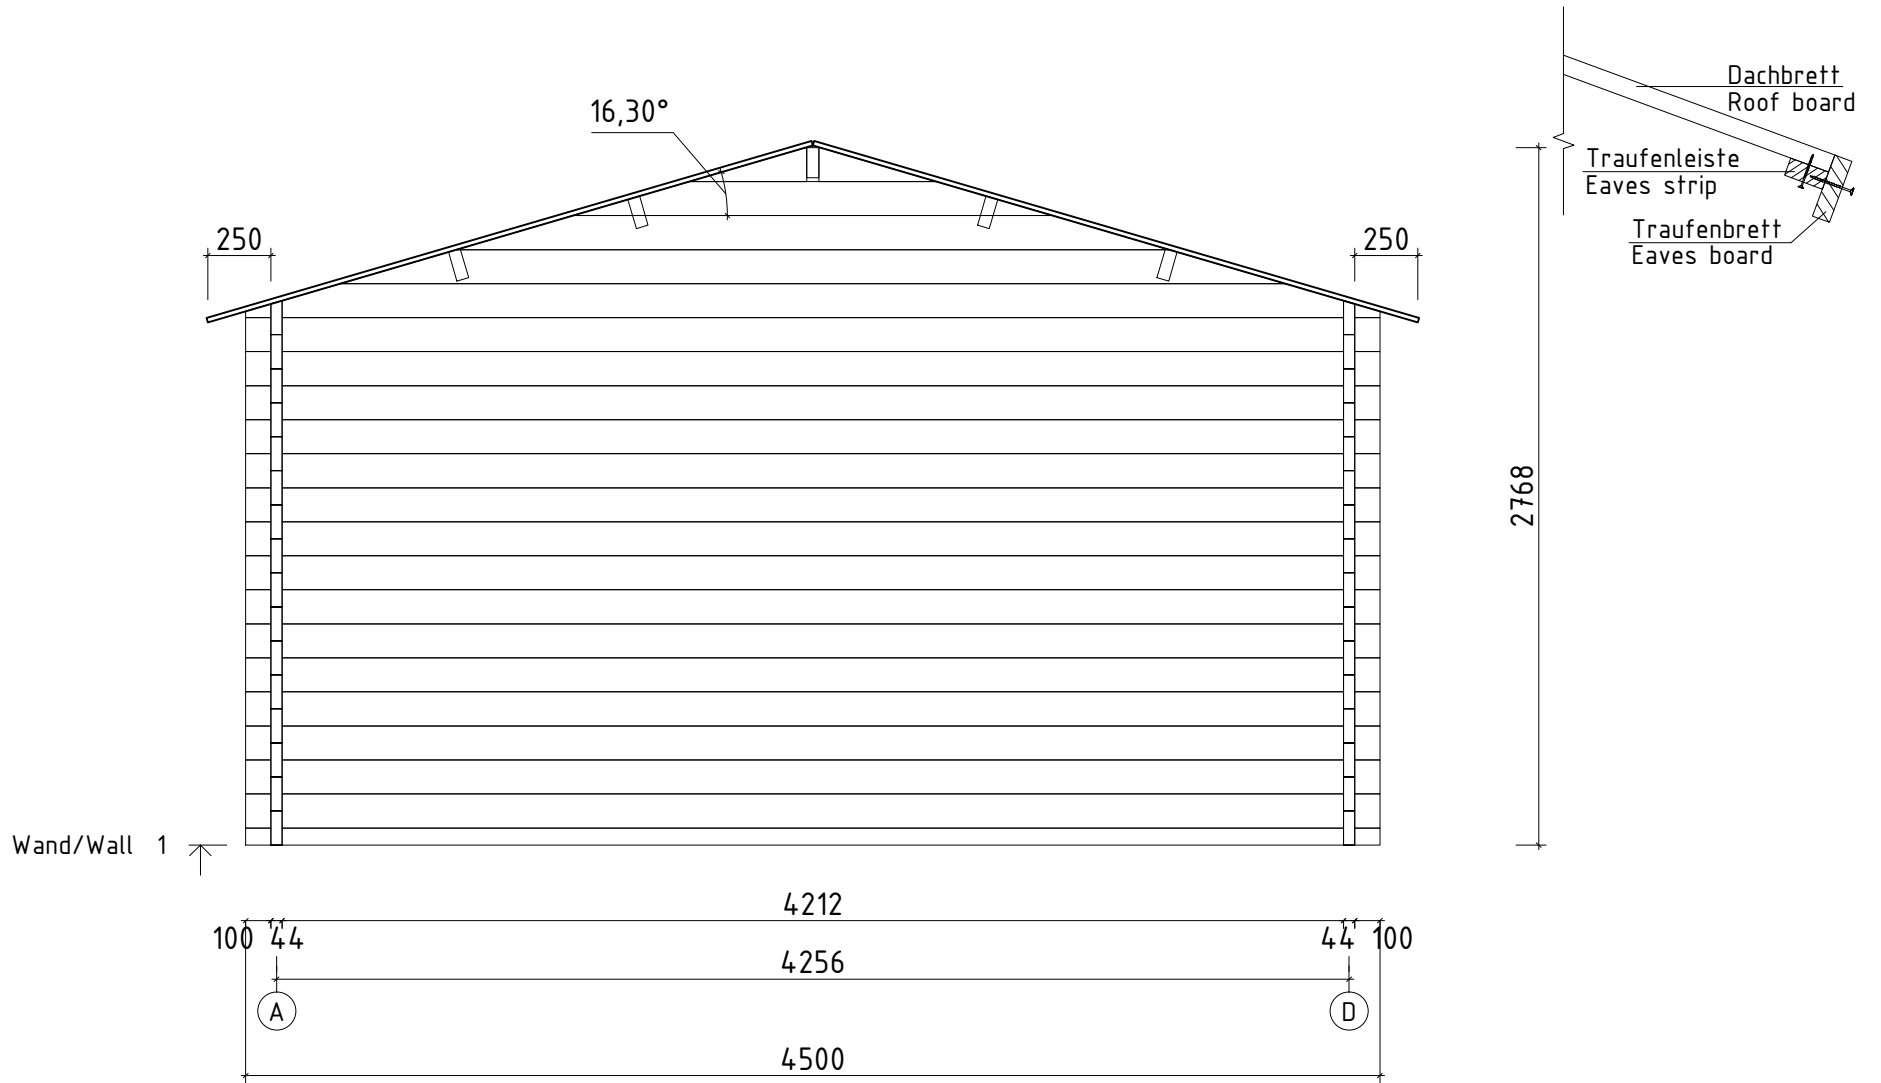 Dachbrett
Roof board
16,30°
Traufenleiste
Eaves strip
Traufenbrett
Eaves board
250
250
2768
Wand/Wall 1
4212
100 44
44 100
4256
A
D
4500